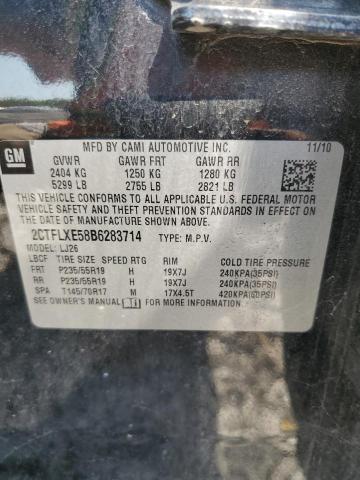 GM
MFD BY CAMI AUTOMOTIVE INC. 11/10
GVWR GAWR FRT GAWR RR
2404 KG 1250 KG 1280 KG
5299 LB 2755 LB 2821 LB
THIS VEHICLE CONFORMS TO ALL APPLICABLE U.S. FEDERAL MOTOR
VEHICLE SAFETY AND THEFT PREVENTION STANDARDS IN EFFECT
ON THE DATE OF MANUFACTURE SHOWN ABOVE.
2CTFLXE58B6283714 TYPE: M.P.V.
MODEL: LJ26
LBCF TIRE SIZE SPEED RTG RIM COLD TIRE PRESSURE
FRT P235/55R19 H 19X7J 240KPA(35PSI)
RR P235/55R19 H 19X7J 240KPA(35PSI)
SPA T145/70R17 M 17X4.5T 420KPA(60PSI)
SEE OWNER'S MANUAL FOR ADDITIONAL INFORMATION.